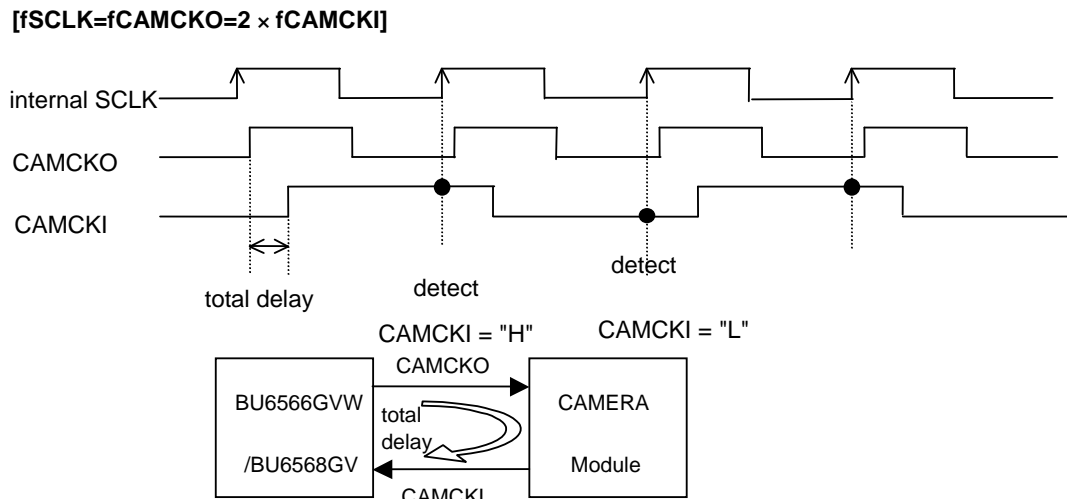 [fSCLK=fCAMCKO=2 × fCAMCKI]
internal SCLK
CAMCKO
CAMCKI
total delay
detect
detect
CAMCKI = "H"
CAMCKI = "L"
CAMCKO
BU6566GVW
/BU6568GV
total
delay
CAMERA
Module
CAMCKI